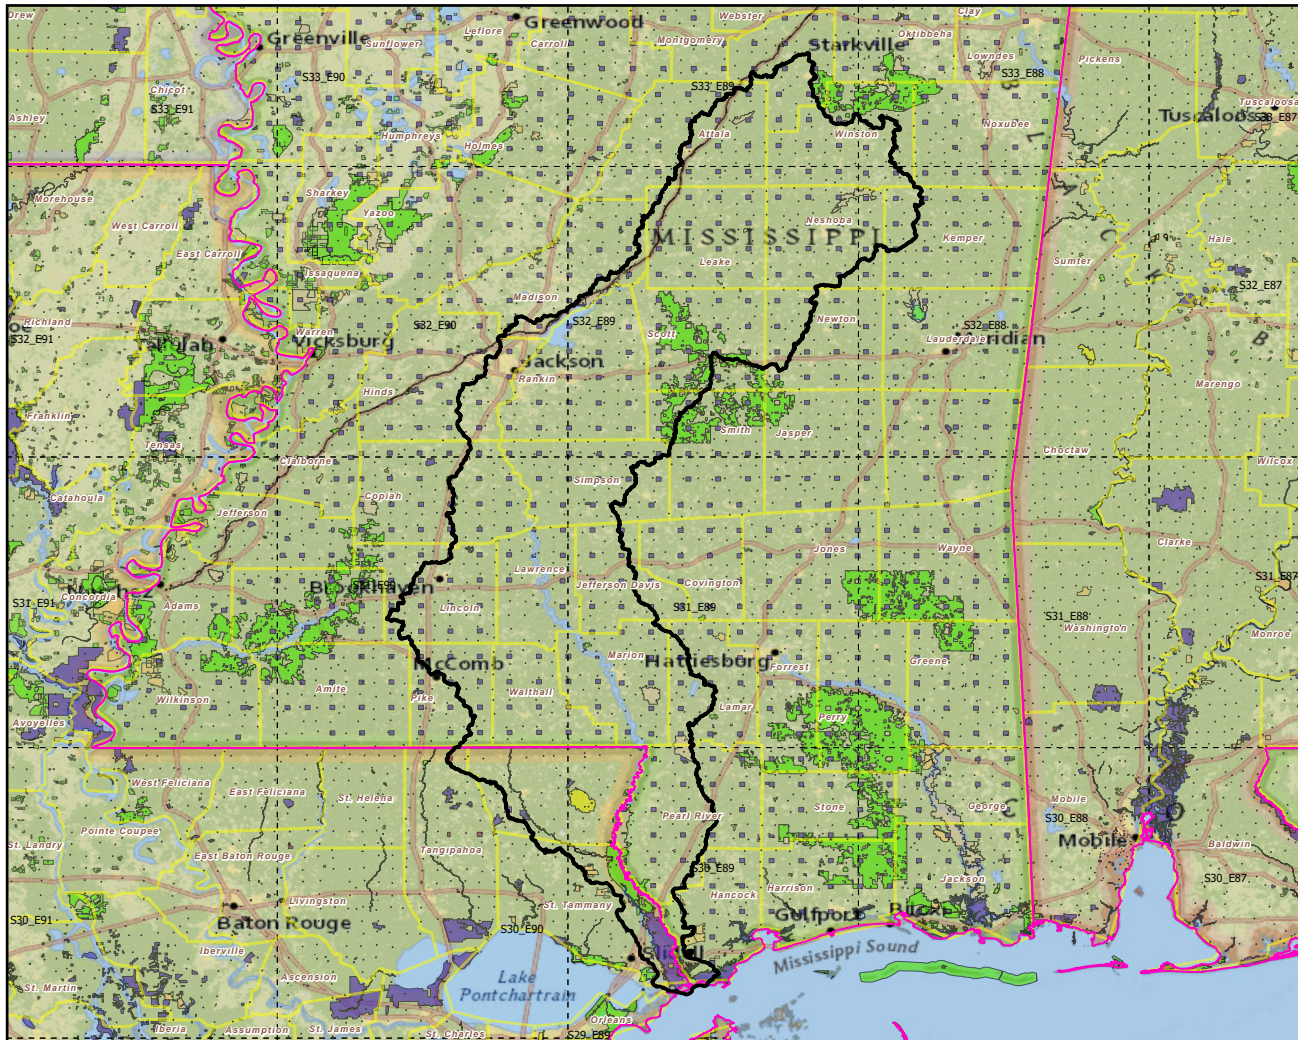 Drew
Greenville
Sunflower
Leflore
Greenwood
Carroll
Montgomery
Webster
Starkville
Oktibbeha
Clay
Lowndes
Pickens
S33_E90
S33_E89
S33_E88
Chicot
S33_E91
Ashley
Tuscaloosa
Tuscaloosa
S33_E87
Humphreys
Holmes
Attala
Winston
Noxubee
Morehouse
West Carroll
East Carroll
Sharkey
Yazoo
Issaquena
Neshoba
MISSISSIPPI
Leake
Kemper
Sumter
Hale
S32_E87
Madison
S32_E90
S32_E89
Scott
Newton
S32_E88
Lauderdale
Richland
S32_E91
Warren
Vicksburg
Jackson
Rankin
Hinds
Marengo
Franklin
Tensas
Claiborne
Smith
Jasper
Choctaw
Wilcox
Catahoula
Copiah
Simpson
Jefferson
Clarke
Jones
Wayne
Lawrence
Jefferson Davis
Covington
S31_E87
S31_E91
Concordia
Adams
Brookhaven
Lincoln
S31_E89
S31_E88
Washington
Monroe
McComb
Marion
Hattiesburg
Forrest
Greene
Avoyelles
Wilkinson
Amite
Pike
Walthall
Lamar
Perry
West Feliciana
East Feliciana
St. Helena
Pointe Coupee
St. Landry
Pearl River
Stone
George
Mobile
S30_E88
Mobile
Baldwin
East Baton Rouge
Tangipahoa
S30_E89
S30_E87
Livingston
St. Tammany
Hancock
Harrison
Jackson
S30_E91
Baton Rouge
S30_E90
Gulfport
Biloxi
Iberville
Slidell
Mississippi Sound
Ascension
Lake
Pontchartrain
St. Martin
Iberia
Assumption
St. James
St. Charles
Orleans
S29_E89